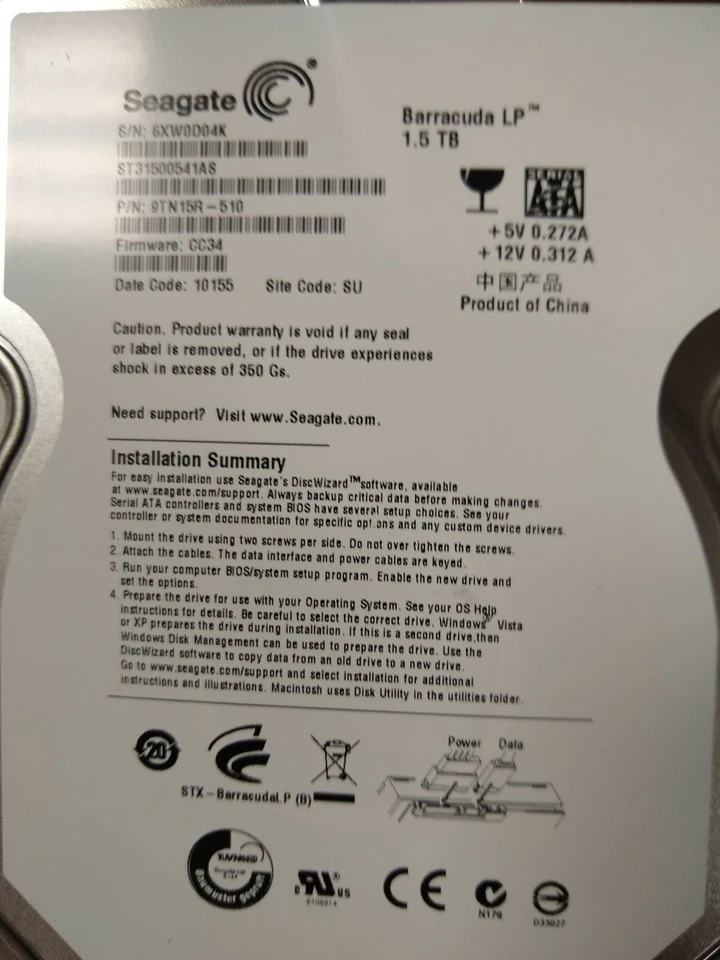 Seagate
S/N: 6XW0D04K
ST31500541AS
P/N: 9TN15R-510
Firmware: CC34
Date Code: 10155 Site Code: SU
Barracuda LP™
1.5 TB
SERIAL
ATA
+5V 0.272A
+12V 0.312 A
中国产品
Product of China
Caution. Product warranty is void if any seal
or label is removed, or if the drive experiences
shock in excess of 350 Gs.
Need support? Visit www.Seagate.com.
Installation Summary
For easy installation use Seagate's DiscWizard™software, available
at www.seagate.com/support. Always backup critical data before making changes.
Serial ATA controllers and system BIOS have several setup choices. See your
controller or system documentation for specific options and any custom device drivers.
1. Mount the drive using two screws per side. Do not over tighten the screws.
2. Attach the cables. The data interface and power cables are keyed.
3. Run your computer BIOS/system setup program. Enable the new drive and
set the options.
4. Prepare the drive for use with your Operating System. See your OS Help
instructions for details. Be careful to select the correct drive. Windows® Vista
or XP prepares the drive during installation. If this is a second drive,then
Windows Disk Management can be used to prepare the drive. Use the
DiscWizard software to copy data from an old drive to a new drive.
Go to www.seagate.com/support and select installation for additional
instructions and illustrations. Macintosh uses Disk Utility in the utilities folder.
20
STX-BarracudaLP (B)
Power Data
Baumuster geprüft
c US
E106014
CE
N176
D33027